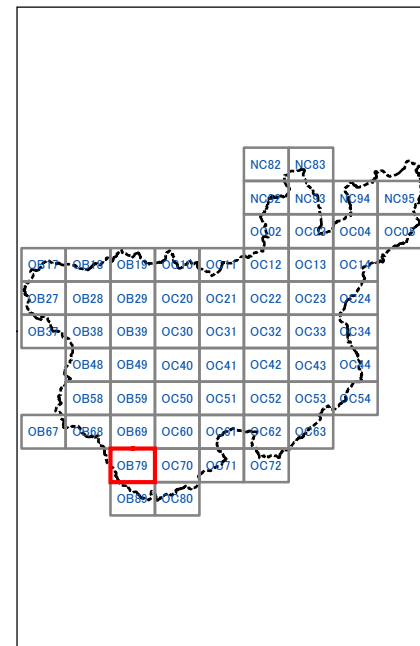 NC82 NC83
NC92 NC93 NC94 NC95
OC02 OC03 OC04 OC05
OB17 OB18 OB19 OC10 OC11 OC12 OC13 OC14
OB27 OB28 OB29 OC20 OC21 OC22 OC23 OC24
OB37 OB38 OB39 OC30 OC31 OC32 OC33 OC34
OB48 OB49 OC40 OC41 OC42 OC43 OC44
OB58 OB59 OC50 OC51 OC52 OC53 OC54
OB67 OB68 OB69 OC60 OC61 OC62 OC63
OB79 OC70 OC71 OC72
OB89 OC80